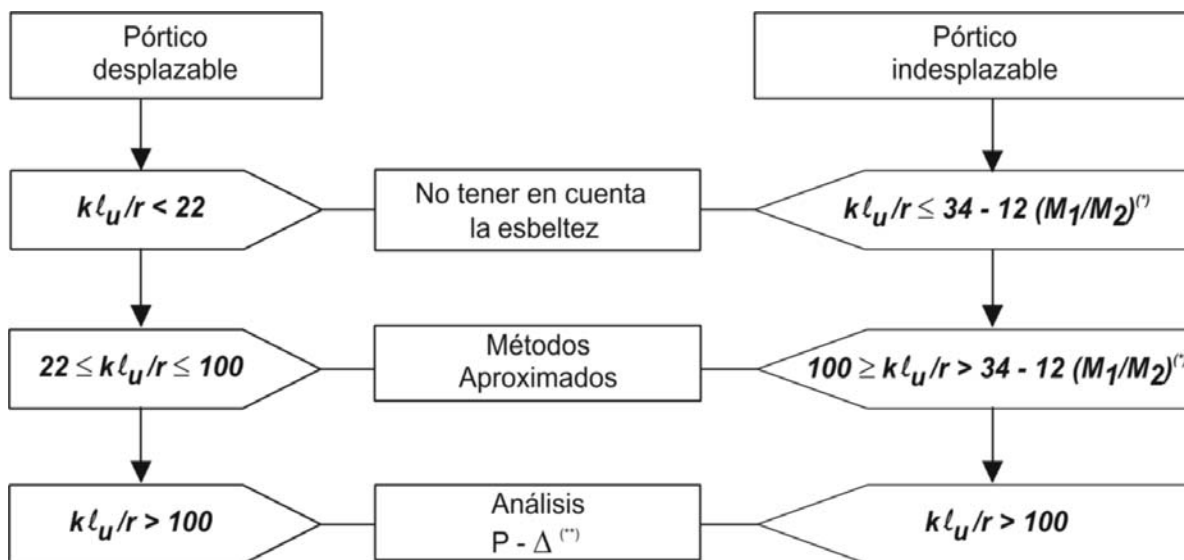 Pórtico
desplazable
Pórtico
indesplazable
kℓu/r < 22
No tener en cuenta
la esbeltez
kℓu/r ≤ 34 - 12 (M1/M2)(*)
22 ≤ kℓu/r ≤ 100
Métodos
Aproximados
100 ≥ kℓu/r > 34 - 12 (M1/M2)(*)
kℓu/r > 100
Análisis
P - Δ (**)
kℓu/r > 100